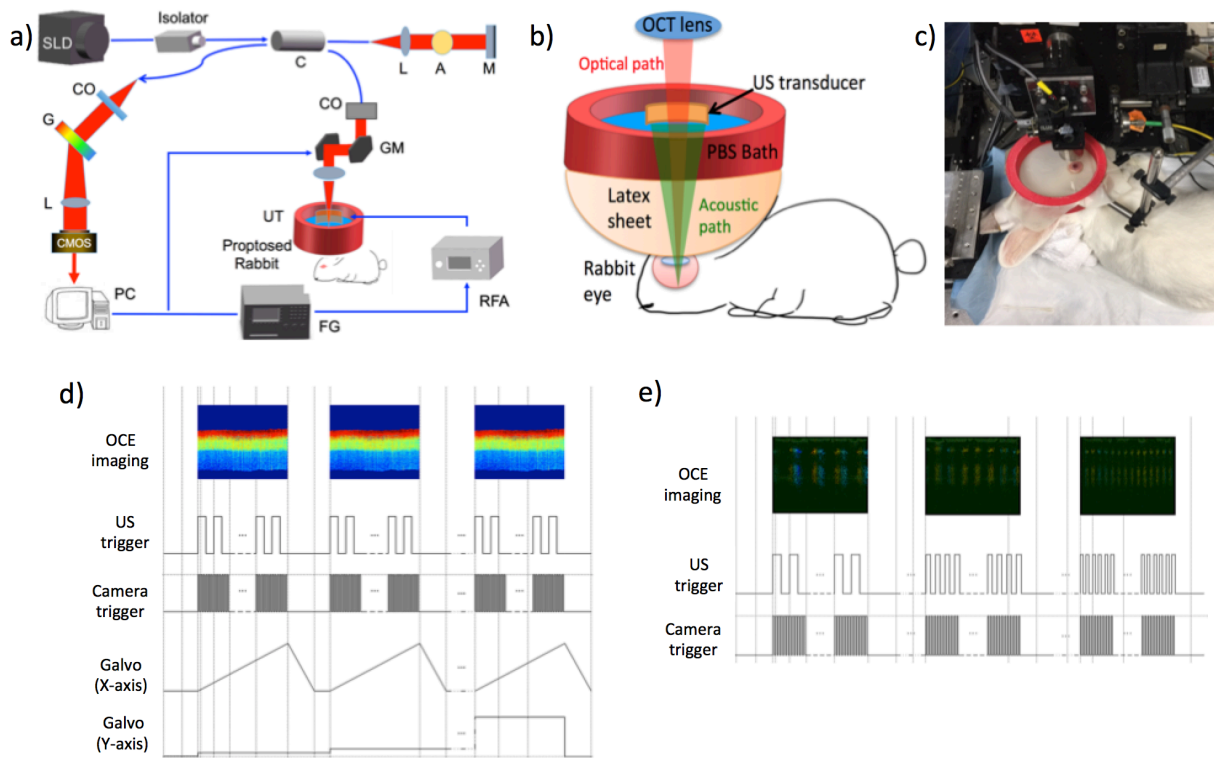 a)
SLD
Isolator
C
L
A
M
CO
G
L
CMOS
PC
CO
GM
UT
Proptosed
Rabbit
FG
RFA
b)
OCT lens
Optical path
US transducer
PBS Bath
Latex
sheet
Acoustic
path
Rabbit
eye
c)
d)
OCE
imaging
US
trigger
Camera
trigger
Galvo
(X-axis)
Galvo
(Y-axis)
e)
OCE
imaging
US
trigger
Camera
trigger